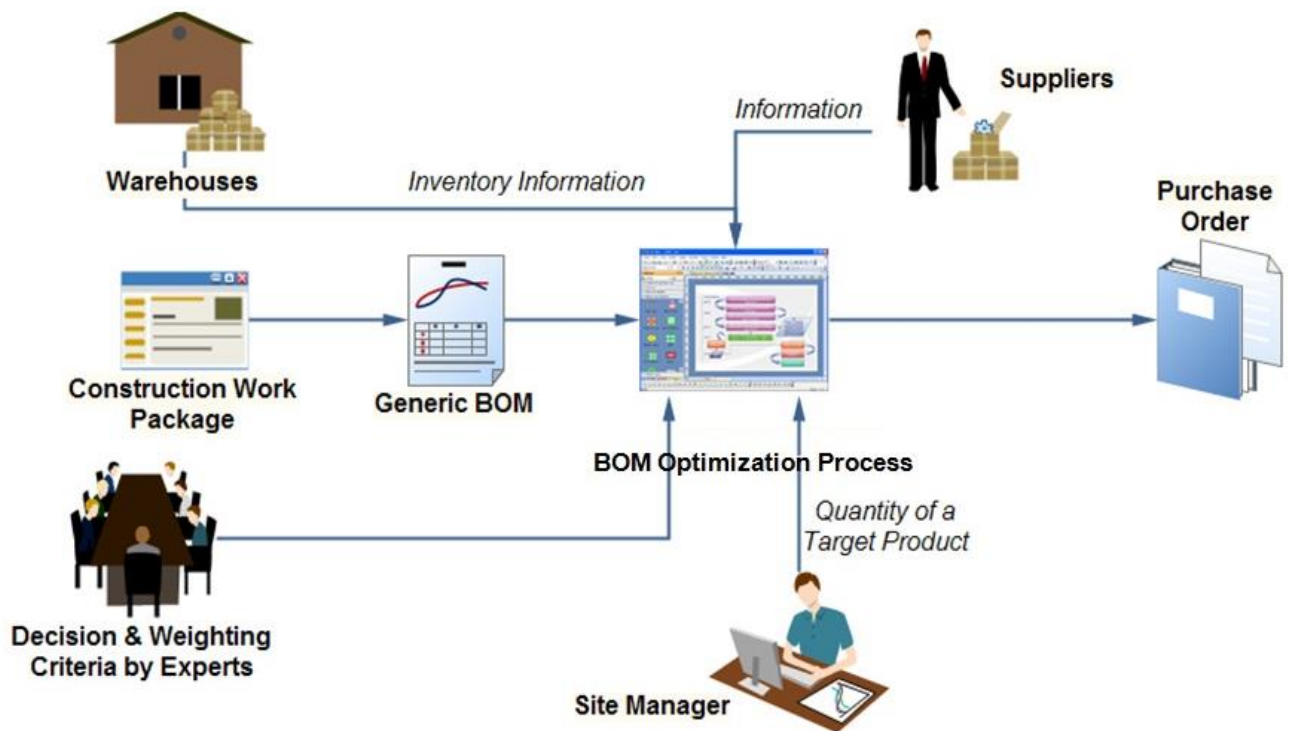 Suppliers
Information
Warehouses
Inventory Information
Purchase
Order
Construction Work
Package
Generic BOM
BOM Optimization Process
Quantity of a
Target Product
Decision & Weighting
Criteria by Experts
Site Manager